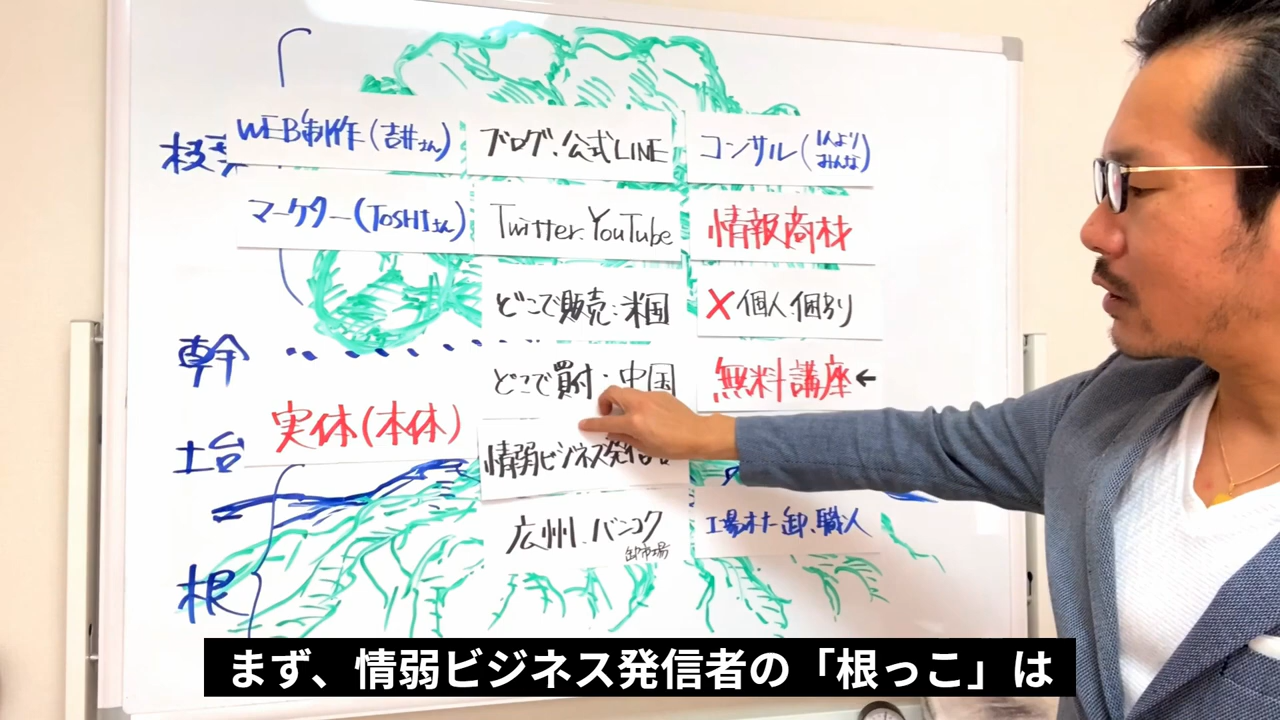 WEB制作(吉井さん)
ブログ、公式LINE
コンサル(1人よりみんな)
マーケター(TOSHIさん)
Twitter、YouTube
情報商材
どこで販売:米国
×個人、個別
幹
どこで買付:中国
無料講座←
実体(本体)
土台
情弱ビジネス発信者
広州、バンコク
卸市場
工場また卸、職人
根
まず、情弱ビジネス発信者の「根っこ」は